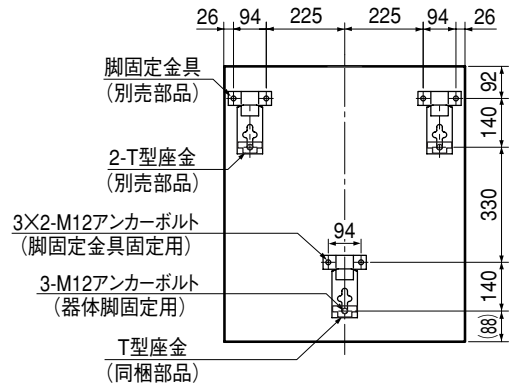 26 94 225 225 94 26
脚固定金具
(別売部品)
92
140
2-T型座金
(別売部品)
330
3X2-M12アンカーボルト
(脚固定金具固定用)
94
3-M12アンカーボルト
(器体脚固定用)
140
(88)
T型座金
(同梱部品)